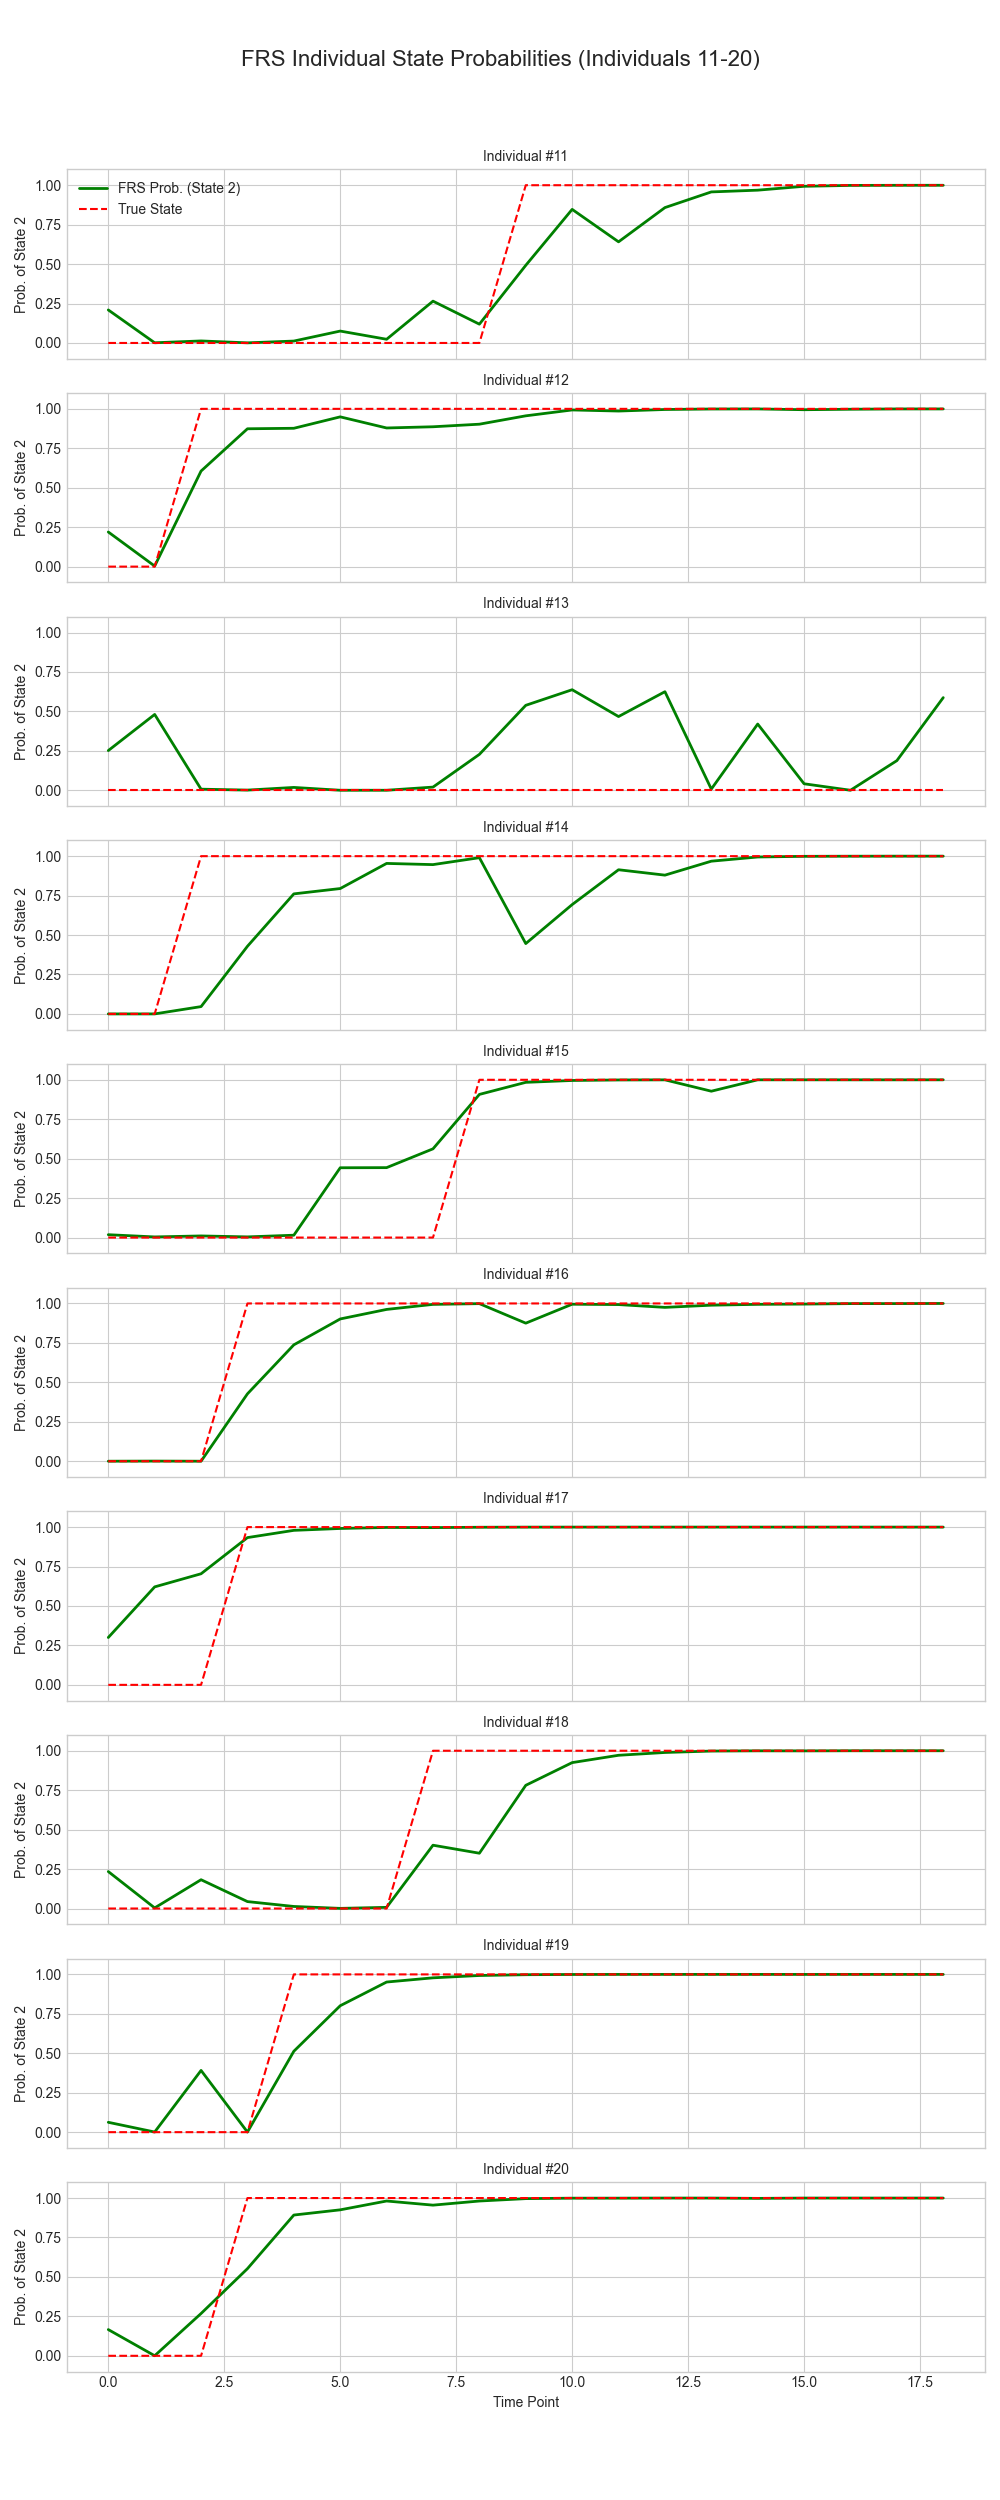 FRS Individual State Probabilities (Individuals 11-20)
Individual #11
FRS Prob. (State 2)
True State
Prob. of State 2
1.00
0.75
0.50
0.25
0.00
Individual #12
Prob. of State 2
1.00
0.75
0.50
0.25
0.00
Individual #13
Prob. of State 2
1.00
0.75
0.50
0.25
0.00
Individual #14
Prob. of State 2
1.00
0.75
0.50
0.25
0.00
Individual #15
Prob. of State 2
1.00
0.75
0.50
0.25
0.00
Individual #16
Prob. of State 2
1.00
0.75
0.50
0.25
0.00
Individual #17
Prob. of State 2
1.00
0.75
0.50
0.25
0.00
Individual #18
Prob. of State 2
1.00
0.75
0.50
0.25
0.00
Individual #19
Prob. of State 2
1.00
0.75
0.50
0.25
0.00
Individual #20
Prob. of State 2
1.00
0.75
0.50
0.25
0.00
0.0 2.5 5.0 7.5 10.0 12.5 15.0 17.5
Time Point